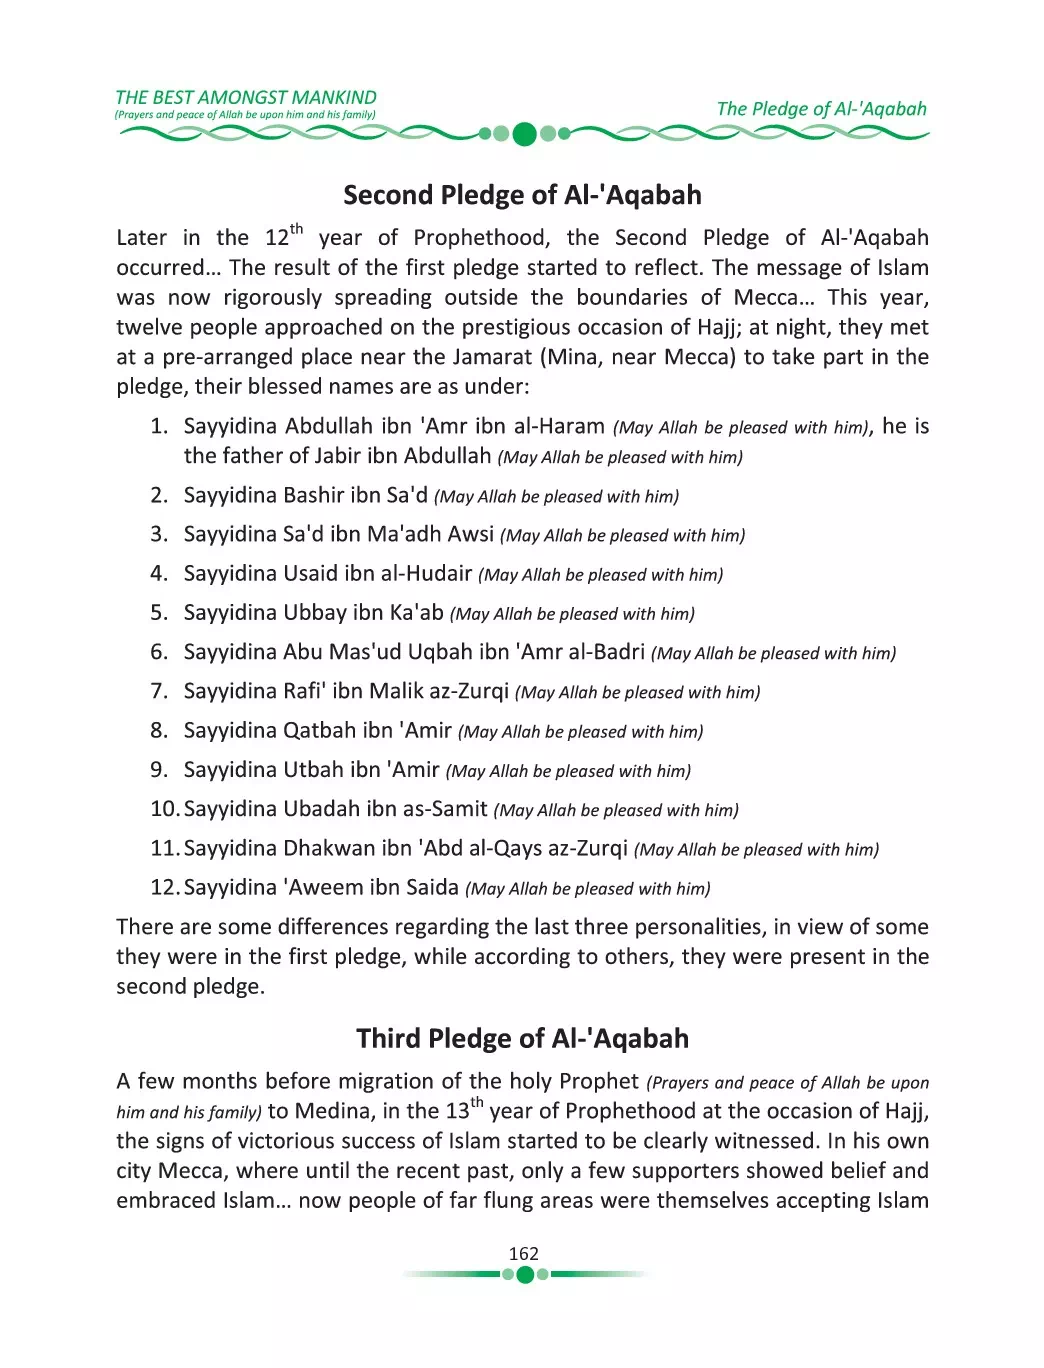 THE BEST AMONGST MANKIND
(Prayers and peace of Allah be upon him and his family)
The Pledge of Al-'Aqabah
Second Pledge of Al-'Aqabah
Later in the 12th year of Prophethood, the Second Pledge of Al-'Aqabah
occurred... The result of the first pledge started to reflect. The message of Islam
was now rigorously spreading outside the boundaries of Mecca... This year,
twelve people approached on the prestigious occasion of Hajj; at night, they met
at a pre-arranged place near the Jamarat (Mina, near Mecca) to take part in the
pledge, their blessed names are as under:
1. Sayyidina Abdullah ibn 'Amr ibn al-Haram (May Allah be pleased with him), he is
the father of Jabir ibn Abdullah (May Allah be pleased with him)
2. Sayyidina Bashir ibn Sa'd (May Allah be pleased with him)
3. Sayyidina Sa'd ibn Ma'adh Awsi (May Allah be pleased with him)
4. Sayyidina Usaid ibn al-Hudair (May Allah be pleased with him)
5. Sayyidina Ubbay ibn Ka'ab (May Allah be pleased with him)
6. Sayyidina Abu Mas'ud Uqbah ibn 'Amr al-Badri (May Allah be pleased with him)
7. Sayyidina Rafi' ibn Malik az-Zurqi (May Allah be pleased with him)
8. Sayyidina Qatbah ibn 'Amir (May Allah be pleased with him)
9. Sayyidina Utbah ibn 'Amir (May Allah be pleased with him)
10. Sayyidina Ubadah ibn as-Samit (May Allah be pleased with him)
11. Sayyidina Dhakwan ibn 'Abd al-Qays az-Zurqi (May Allah be pleased with him)
12. Sayyidina 'Aweem ibn Saida (May Allah be pleased with him)
There are some differences regarding the last three personalities, in view of some
they were in the first pledge, while according to others, they were present in the
second pledge.
Third Pledge of Al-'Aqabah
A few months before migration of the holy Prophet (Prayers and peace of Allah be upon
him and his family) to Medina, in the 13th year of Prophethood at the occasion of Hajj,
the signs of victorious success of Islam started to be clearly witnessed. In his own
city Mecca, where until the recent past, only a few supporters showed belief and
embraced Islam... now people of far flung areas were themselves accepting Islam
162